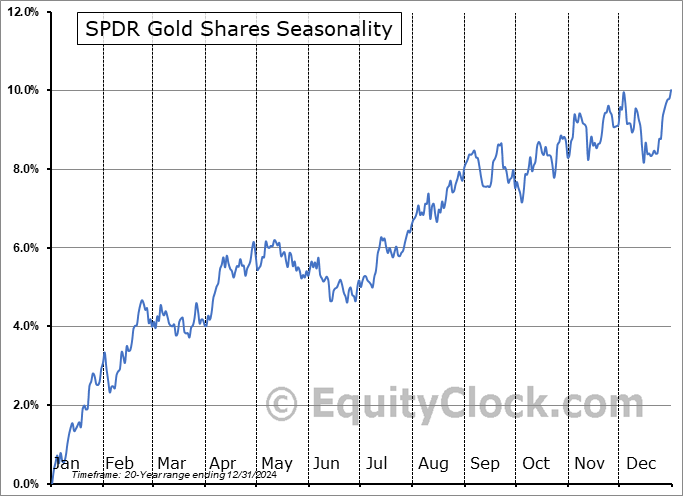 12.0%
SPDR Gold Shares Seasonality
10.0%
8.0%
6.0%
4.0%
2.0%
© EquityClock.com
Jan Feb Mar Apr May Jun Jul Aug Sep Oct Nov Dec
Timeframe: 20-Year range ending 12/31/2024
0.0%